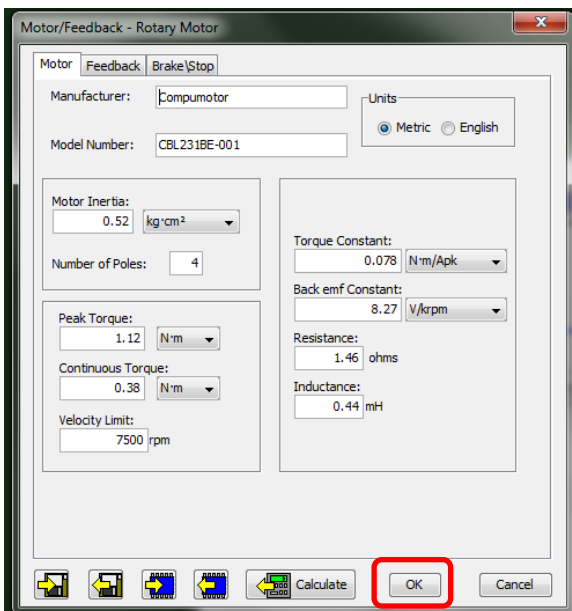 Motor/Feedback - Rotary Motor
Motor Feedback Brake\Stop
Manufacturer: Compumotor
Units
Metric English
Model Number: CBL231BE-001
Motor Inertia:
0.52 kg·cm²
Number of Poles: 4
Peak Torque:
1.12 N·m
Continuous Torque:
0.38 N·m
Velocity Limit:
7500 rpm
Torque Constant:
0.078 N·m/Apk
Back emf Constant:
8.27 V/krpm
Resistance:
1.46 ohms
Inductance:
0.44 mH
Calculate OK Cancel